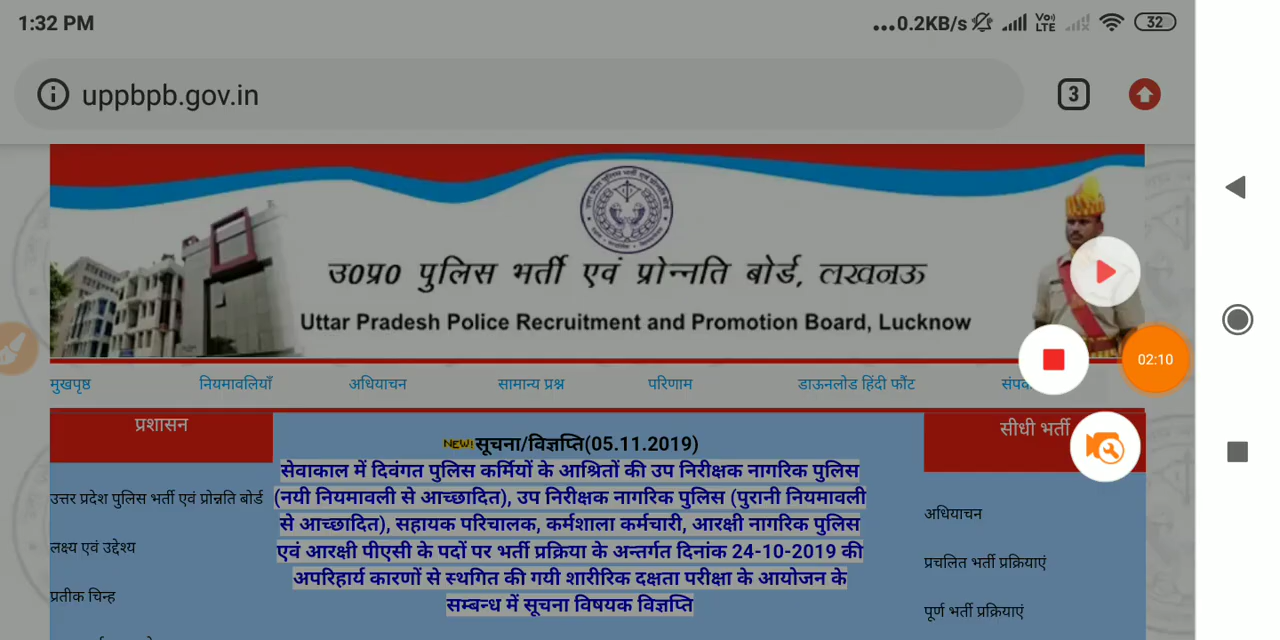 1:32 PM
...0.2KB/s
Vo)
LTE
32
uppbpb.gov.in
3
उ0प्र0 पुलिस भर्ती एवं प्रोन्नति बोर्ड, लखनऊ
Uttar Pradesh Police Recruitment and Promotion Board, Lucknow
02:10
मुखपृष्ठ नियमावलियाँ अधियाचन सामान्य प्रश्न परिणाम डाऊनलोड हिंदी फौंट
प्रशासन
सीधी भर्ती
NEW! सूचना/विज्ञप्ति(05.11.2019)
सेवाकाल में दिवंगत पुलिस कर्मियों के आश्रितों की उप निरीक्षक नागरिक पुलिस
(नयी नियमावली से आच्छादित), उप निरीक्षक नागरिक पुलिस (पुरानी नियमावली
से आच्छादित), सहायक परिचालक, कर्मशाला कर्मचारी, आरक्षी नागरिक पुलिस
एवं आरक्षी पीएसी के पदों पर भर्ती प्रक्रिया के अन्तर्गत दिनांक 24-10-2019 की
अपरिहार्य कारणों से स्थगित की गयी शारीरिक दक्षता परीक्षा के आयोजन के
सम्बन्ध में सूचना विषयक विज्ञप्ति
उत्तर प्रदेश पुलिस भर्ती एवं प्रोन्नति बोर्ड
लक्ष्य एवं उद्देश्य
प्रतीक चिन्ह
अधियाचन
प्रचलित भर्ती प्रक्रियाएं
पूर्ण भर्ती प्रक्रियाएं